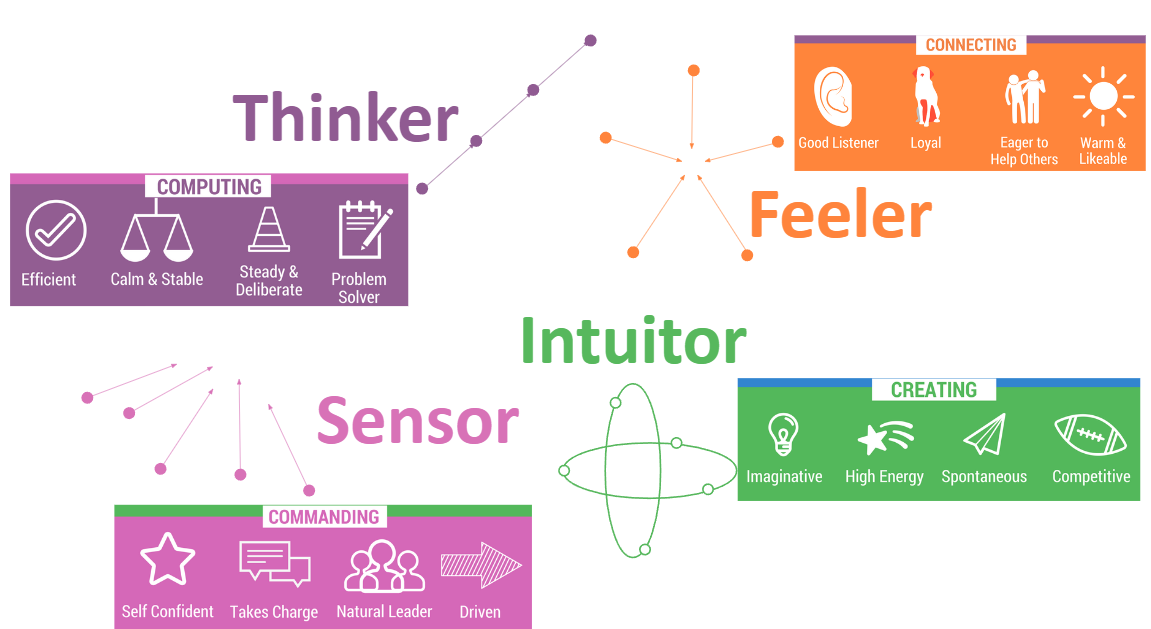 Thinker
COMPUTING
Efficient
Calm & Stable
Steady &
Deliberate
Problem
Solver
CONNECTING
Good Listener
Loyal
Eager to
Help Others
Warm &
Likeable
Feeler
Intuitor
CREATING
Imaginative
High Energy
Spontaneous
Competitive
Sensor
COMMANDING
Self Confident
Takes Charge
Natural Leader
Driven